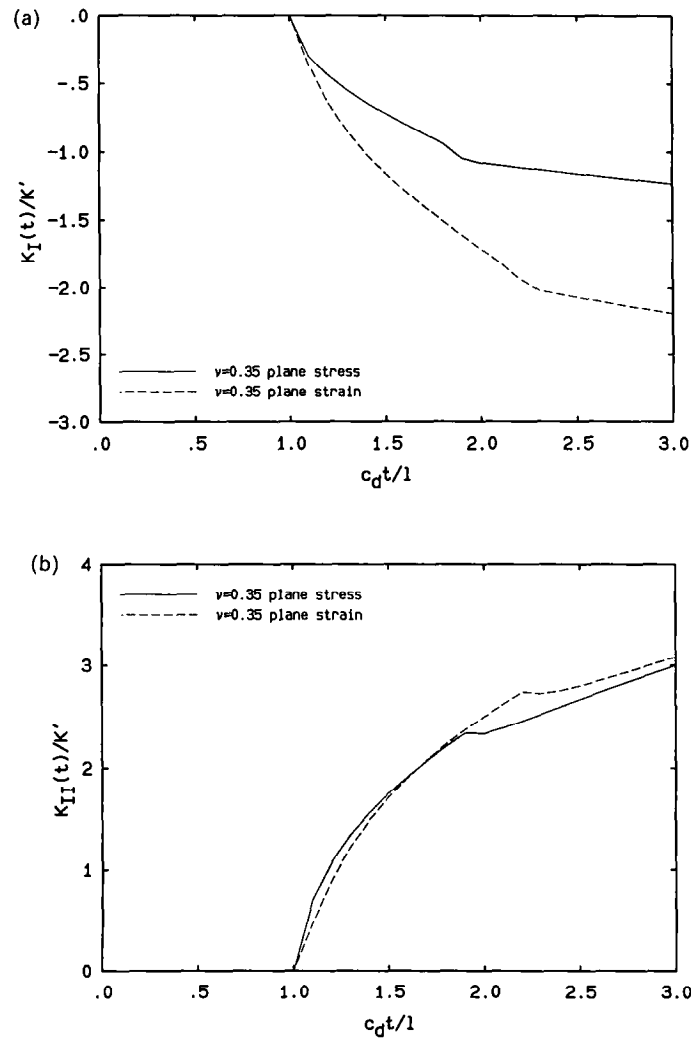 (a)
.0
-.5
-1.0
-1.5
-2.0
-2.5
-3.0
K_I(t)/K'
ν=0.35 plane stress
ν=0.35 plane strain
.0 .5 1.0 1.5 2.0 2.5 3.0
c_d t/l
(b)
4
3
2
1
0
K_II(t)/K'
ν=0.35 plane stress
ν=0.35 plane strain
.0 .5 1.0 1.5 2.0 2.5 3.0
c_d t/l